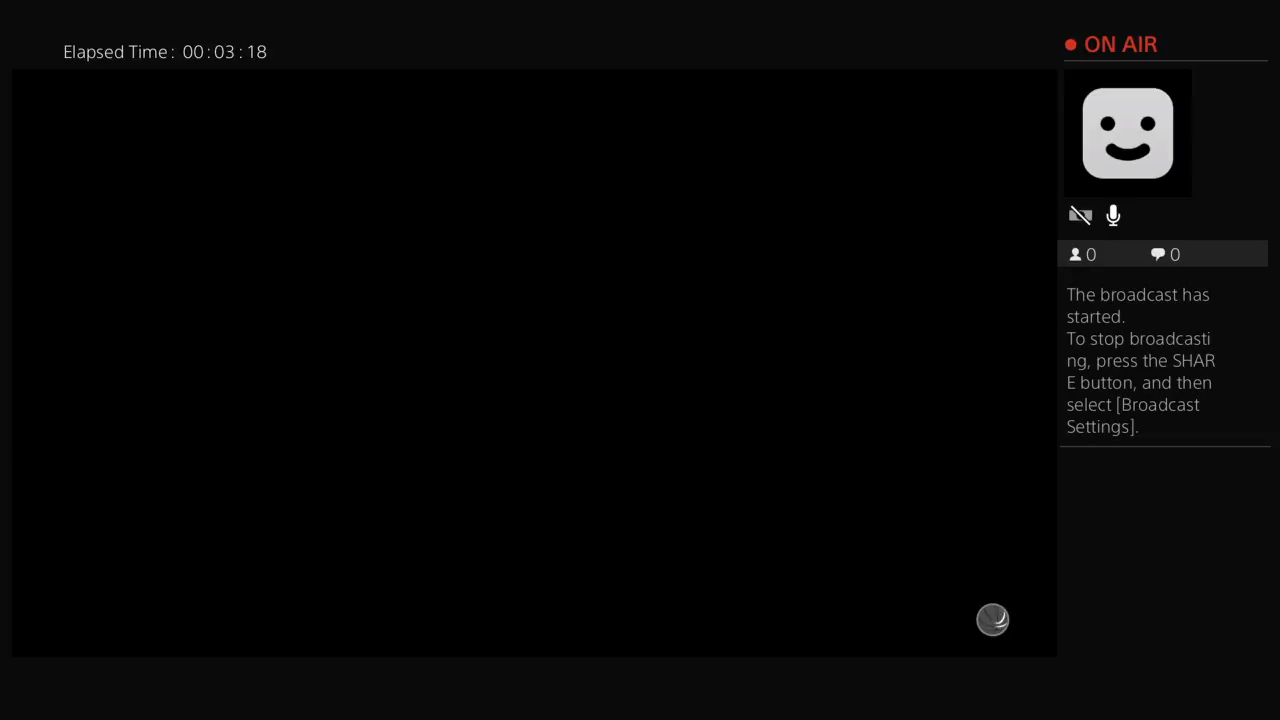 Elapsed Time: 00:03:18
ON AIR
0 0
The broadcast has
started.
To stop broadcasti
ng, press the SHAR
E button, and then
select [Broadcast
Settings].